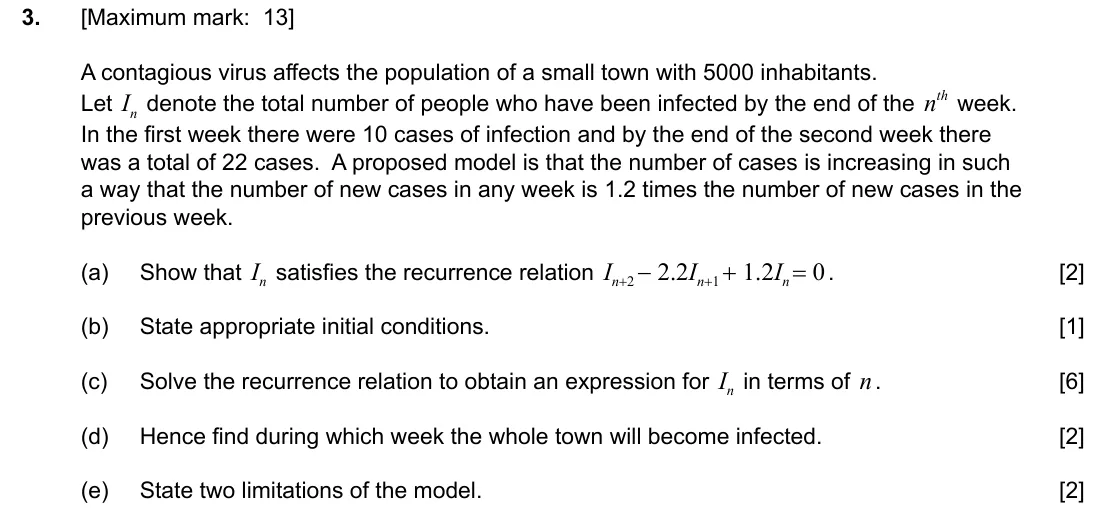 3. [Maximum mark: 13]
A contagious virus affects the population of a small town with 5000 inhabitants.
Let Iₙ denote the total number of people who have been infected by the end of the nᵗʰ week.
In the first week there were 10 cases of infection and by the end of the second week there
was a total of 22 cases. A proposed model is that the number of cases is increasing in such
a way that the number of new cases in any week is 1.2 times the number of new cases in the
previous week.
(a) Show that Iₙ satisfies the recurrence relation Iₙ₊₂ − 2.2Iₙ₊₁ + 1.2Iₙ = 0. [2]
(b) State appropriate initial conditions. [1]
(c) Solve the recurrence relation to obtain an expression for Iₙ in terms of n. [6]
(d) Hence find during which week the whole town will become infected. [2]
(e) State two limitations of the model. [2]